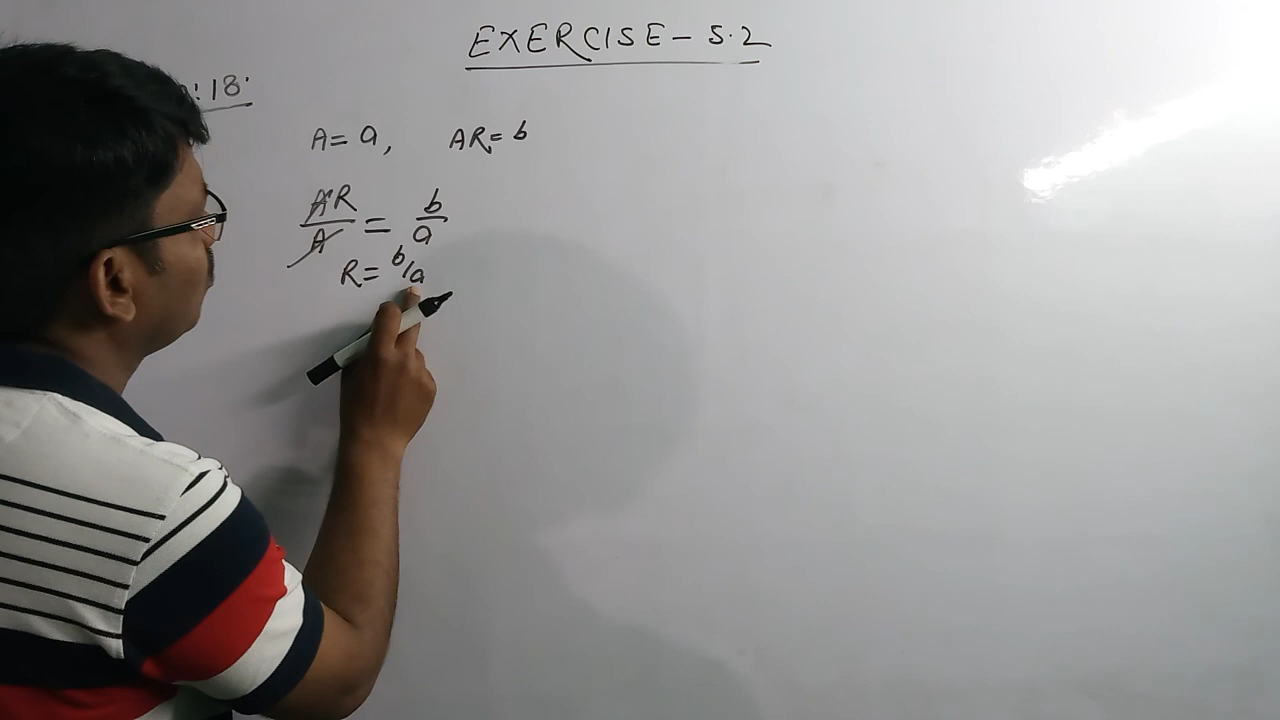 EXERCISE - 5.2
:18.
A = a, AR = b
AR/A = b/a
R = b/a